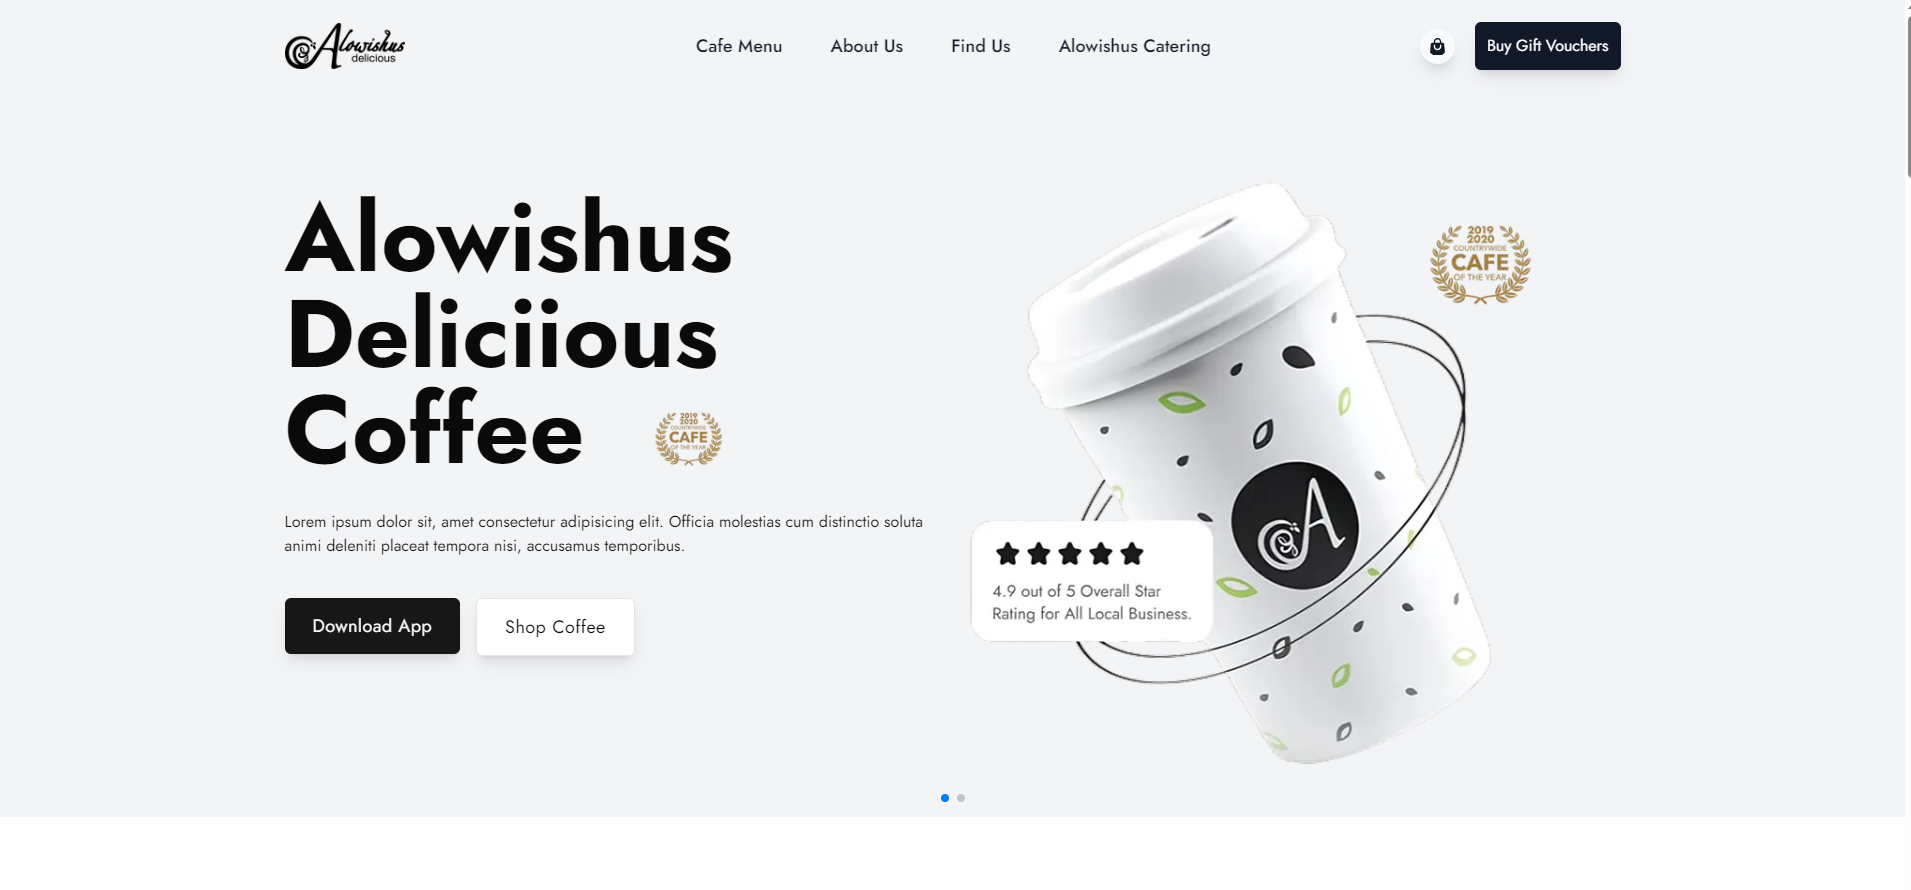 Alowishus
delicious
Cafe Menu
About Us
Find Us
Alowishus Catering
Buy Gift Vouchers
Alowishus
Deliciious
Coffee
2019
2020
COUNTRYWIDE
CAFE
OF THE YEAR
Lorem ipsum dolor sit, amet consectetur adipisicing elit. Officia molestias cum distinctio soluta
animi deleniti placeat tempora nisi, accusamus temporibus.
Download App
Shop Coffee
2019
2020
COUNTRYWIDE
CAFE
OF THE YEAR
A
4.9 out of 5 Overall Star
Rating for All Local Business.